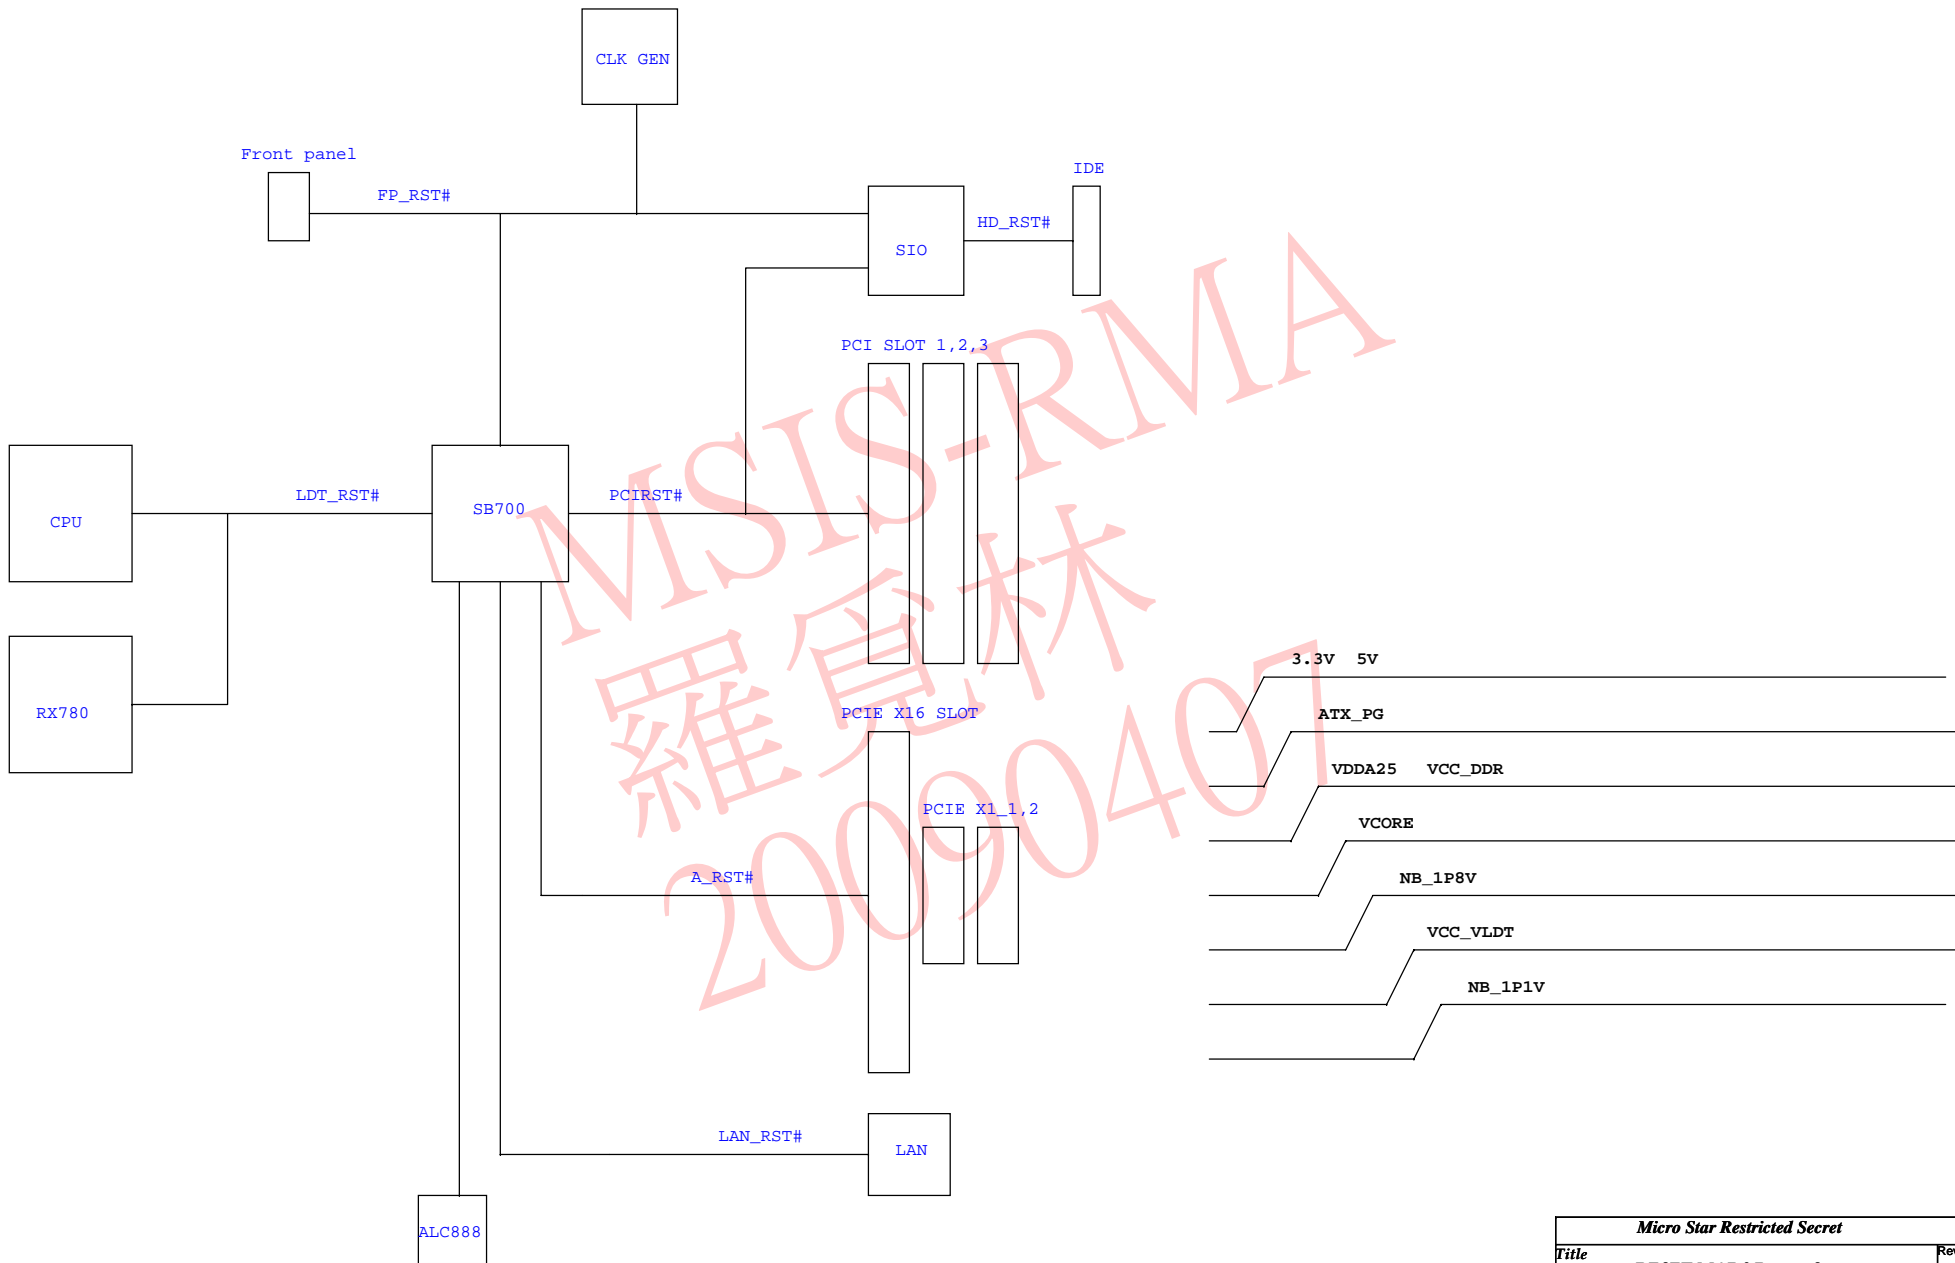 CLK GEN
Front panel
FP_RST#
IDE
HD_RST#
SIO
PCI SLOT 1,2,3
LDT_RST#
SB700
PCIRST#
CPU
RX780
PCIE X16 SLOT
PCIE X1_1,2
A_RST#
LAN_RST#
LAN
ALC888
3.3V 5V
ATX_PG
VDDA25 VCC_DDR
VCORE
NB_1P8V
VCC_VLDT
NB_1P1V
MSIS-RMA
羅覓林
20090407
Micro Star Restricted Secret
Title
Rev